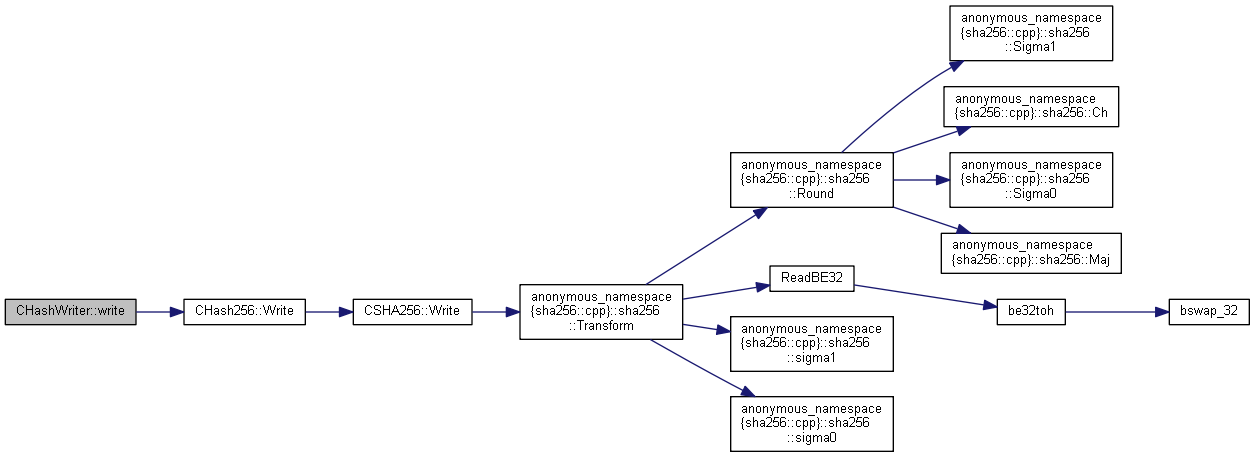 CHashWriter::write
CHash256::Write
CSHA256::Write
anonymous_namespace
{sha256::cpp}::sha256
::Transform
anonymous_namespace
{sha256::cpp}::sha256
::Round
anonymous_namespace
{sha256::cpp}::sha256
::Sigma1
anonymous_namespace
{sha256::cpp}::sha256::Ch
anonymous_namespace
{sha256::cpp}::sha256
::Sigma0
anonymous_namespace
{sha256::cpp}::sha256::Maj
ReadBE32
be32toh
bswap_32
anonymous_namespace
{sha256::cpp}::sha256
::sigma1
anonymous_namespace
{sha256::cpp}::sha256
::sigma0